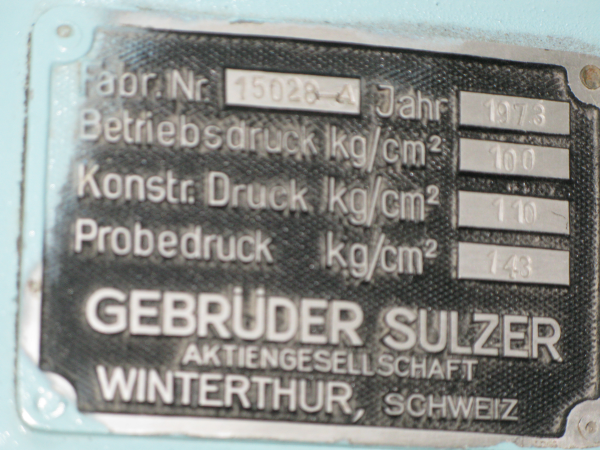 Fabr. Nr. 15028-A Jahr 1973
Betriebsdruck kg/cm² 100
Konstr. Druck kg/cm² 110
Probedruck kg/cm² 143
GEBRÜDER SULZER
AKTIENGESELLSCHAFT
WINTERTHUR, SCHWEIZ